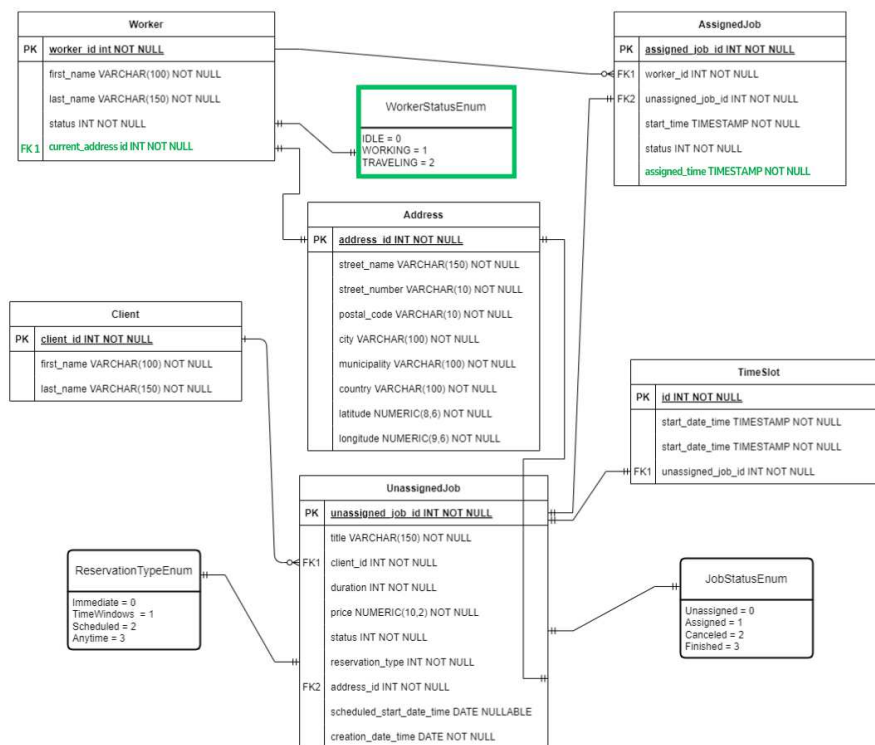 Worker
PK worker_id int NOT NULL
first_name VARCHAR(100) NOT NULL
last_name VARCHAR(150) NOT NULL
status INT NOT NULL
FK 1 current_address id INT NOT NULL
WorkerStatusEnum
IDLE = 0
WORKING = 1
TRAVELING = 2
AssignedJob
PK assigned_job_id INT NOT NULL
FK1 worker_id INT NOT NULL
FK2 unassigned_job_id INT NOT NULL
start_time TIMESTAMP NOT NULL
status INT NOT NULL
assigned_time TIMESTAMP NOT NULL
Address
PK address_id INT NOT NULL
street_name VARCHAR(150) NOT NULL
street_number VARCHAR(10) NOT NULL
postal_code VARCHAR(10) NOT NULL
city VARCHAR(100) NOT NULL
municipality VARCHAR(100) NOT NULL
country VARCHAR(100) NOT NULL
latitude NUMERIC(8,6) NOT NULL
longitude NUMERIC(9,6) NOT NULL
Client
PK client_id INT NOT NULL
first_name VARCHAR(100) NOT NULL
last_name VARCHAR(150) NOT NULL
TimeSlot
PK id INT NOT NULL
start_date_time TIMESTAMP NOT NULL
start_date_time TIMESTAMP NOT NULL
FK1 unassigned_job_id INT NOT NULL
UnassignedJob
PK unassigned_job_id INT NOT NULL
title VARCHAR(150) NOT NULL
FK1 client_id INT NOT NULL
duration INT NOT NULL
price NUMERIC(10,2) NOT NULL
status INT NOT NULL
reservation_type INT NOT NULL
FK2 address_id INT NOT NULL
scheduled_start_date_time DATE NULLABLE
creation_date_time DATE NOT NULL
ReservationTypeEnum
Immediate = 0
TimeWindows = 1
Scheduled = 2
Anytime = 3
JobStatusEnum
Unassigned = 0
Assigned = 1
Canceled = 2
Finished = 3